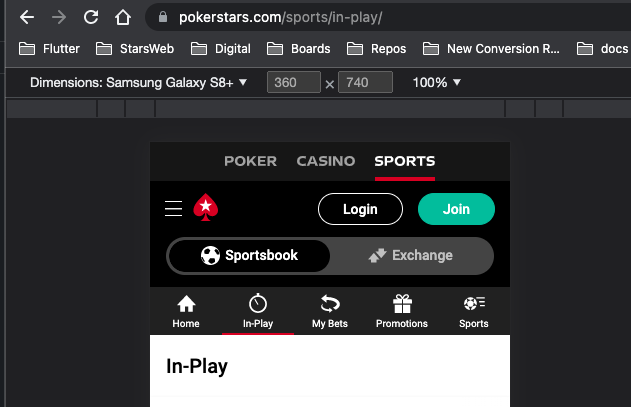 pokerstars.com/sports/in-play/
Flutter StarsWeb Digital Boards Repos New Conversion R... docs
Dimensions: Samsung Galaxy S8+ ▼ 360 × 740 100% ▼
POKER CASINO SPORTS
Login Join
Sportsbook Exchange
Home In-Play My Bets Promotions Sports
In-Play